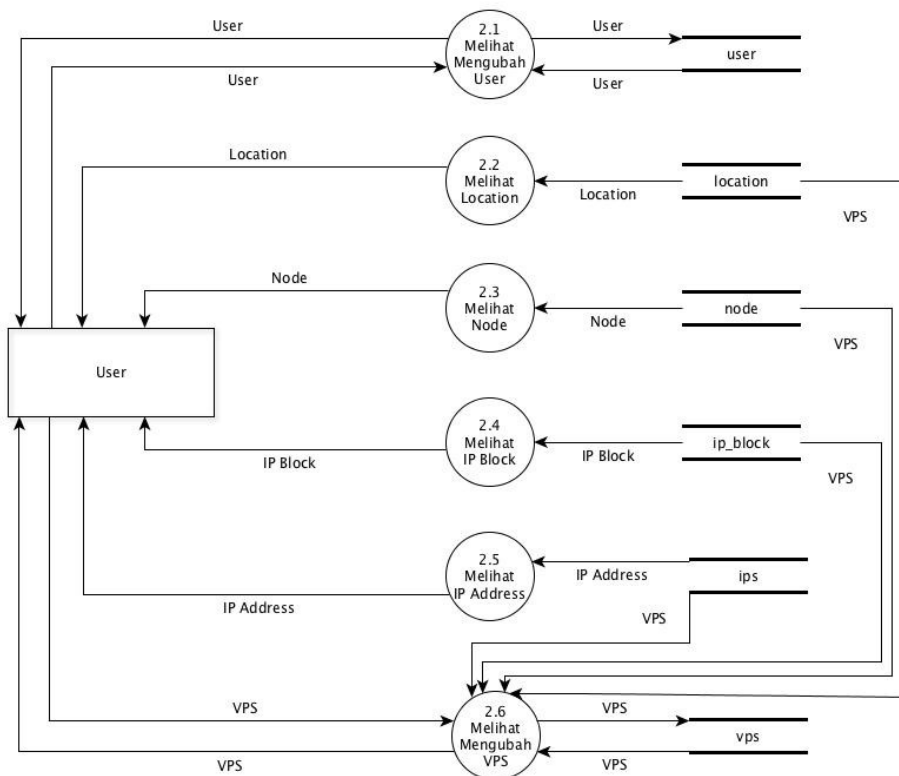 User
2.1
Melihat
Mengubah
User
User
user
User
User
Location
2.2
Melihat
Location
location
Location
VPS
Node
2.3
Melihat
Node
node
Node
VPS
User
2.4
Melihat
IP Block
ip_block
IP Block
IP Block
VPS
2.5
Melihat
IP Address
IP Address
ips
IP Address
VPS
VPS
2.6
Melihat
Mengubah
VPS
VPS
vps
VPS
VPS